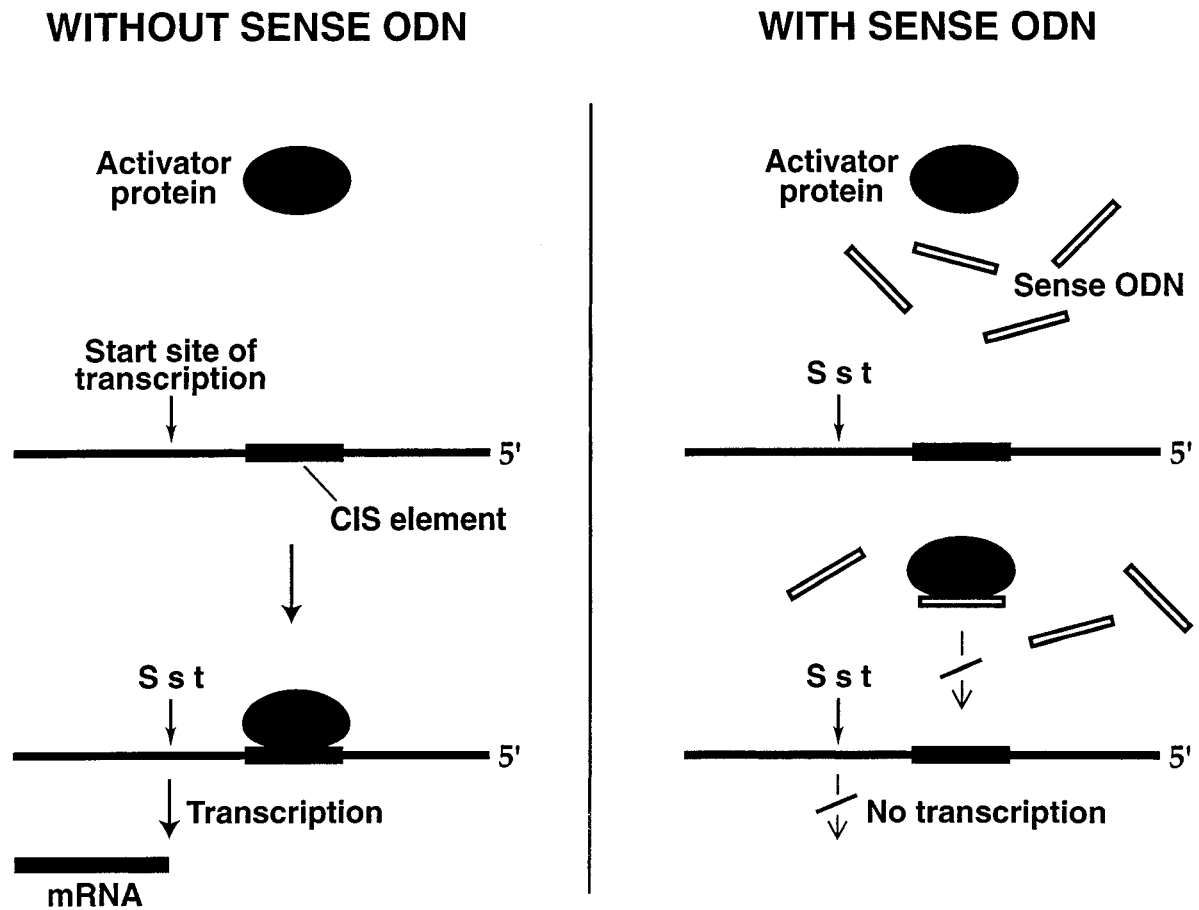 WITHOUT SENSE ODN
Activator
protein
Start site of
transcription
5'
CIS element
S s t
5'
Transcription
mRNA
WITH SENSE ODN
Activator
protein
Sense ODN
S s t
5'
S s t
5'
No transcription